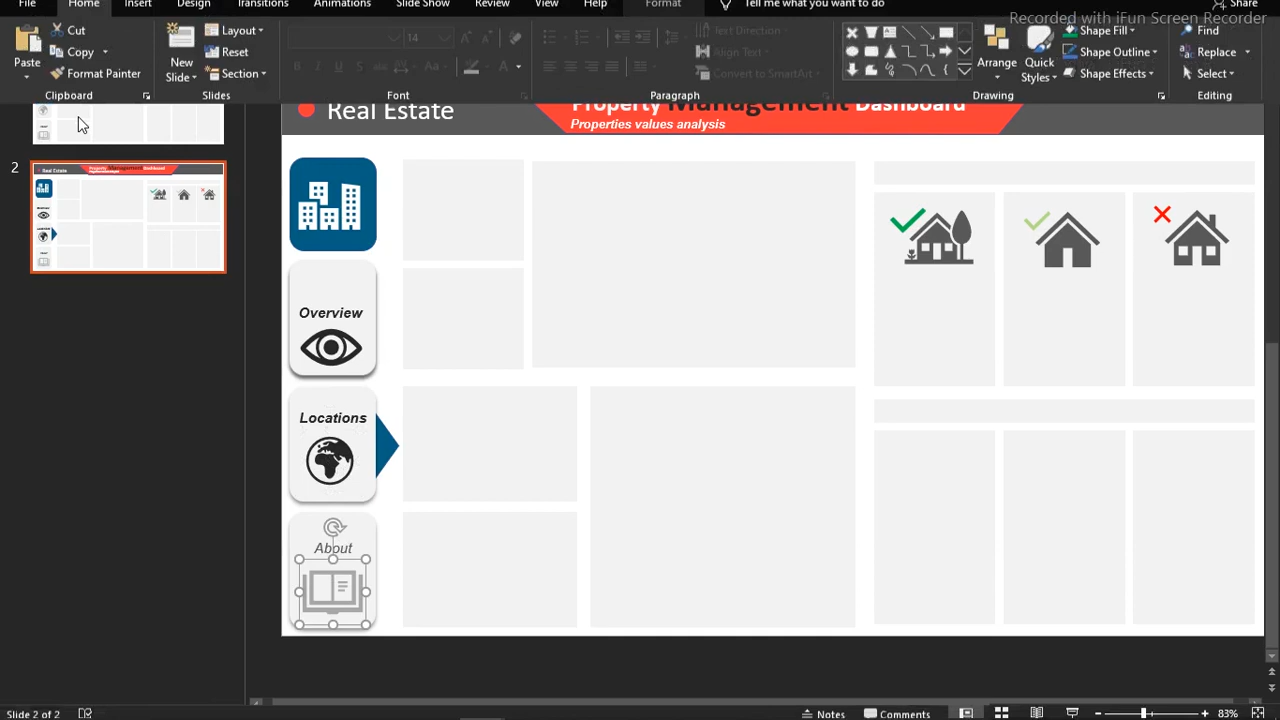 File Home Insert Design Transitions Animations Slide Show Review View Help Format Tell me what you want to do Share
Recorded with iFun Screen Recorder
Cut Layout 14 Text Direction Shape Fill Find
Copy Reset Align Text Shape Outline Replace
Paste Format Painter New Slide Section Convert to SmartArt Arrange Quick Styles Shape Effects Select
Clipboard Slides Font Paragraph Drawing Editing
Real Estate
Property Management Dashboard
Properties values analysis
2
Overview
Locations
About
Slide 2 of 2 Notes Comments 83%